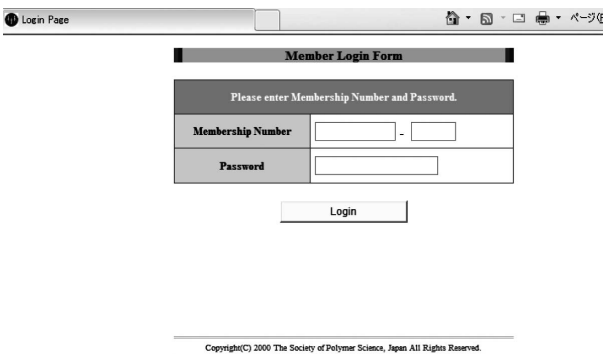 Login Page
ページ(P
Member Login Form
Please enter Membership Number and Password.
Membership Number -
Password
Login
Copyright(C) 2000 The Society of Polymer Science, Japan All Rights Reserved.